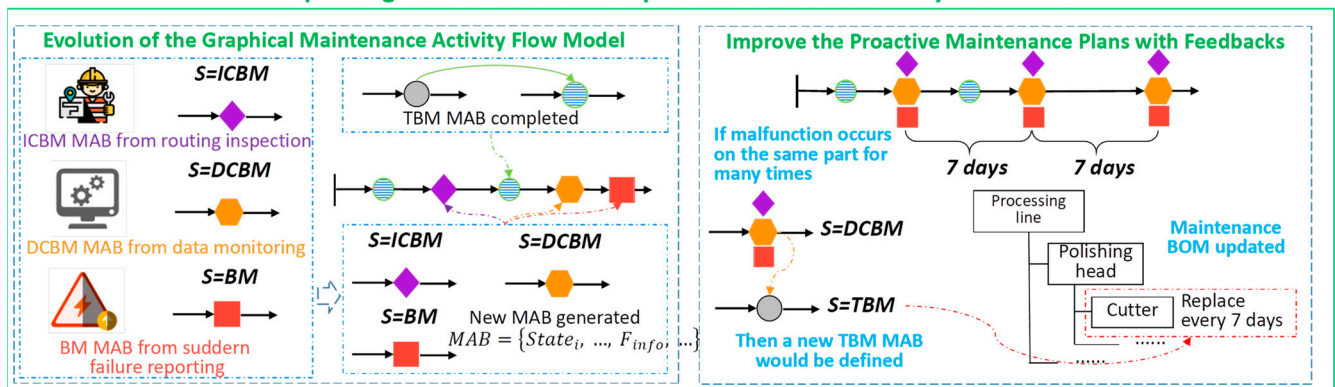 Evolution of the Graphical Maintenance Activity Flow Model
S=ICBM
ICBM MAB from routing inspection
S=DCBM
DCBM MAB from data monitoring
S=BM
BM MAB from suddern
failure reporting
TBM MAB completed
S=ICBM
S=DCBM
S=BM
New MAB generated
MAB = {State_i, ..., F_info, ...}
Improve the Proactive Maintenance Plans with Feedbacks
7 days
7 days
If malfunction occurs
on the same part for
many times
S=DCBM
S=TBM
Then a new TBM MAB
would be defined
Processing
line
Polishing
head
Cutter
......
......
Maintenance
BOM updated
Replace
every 7 days